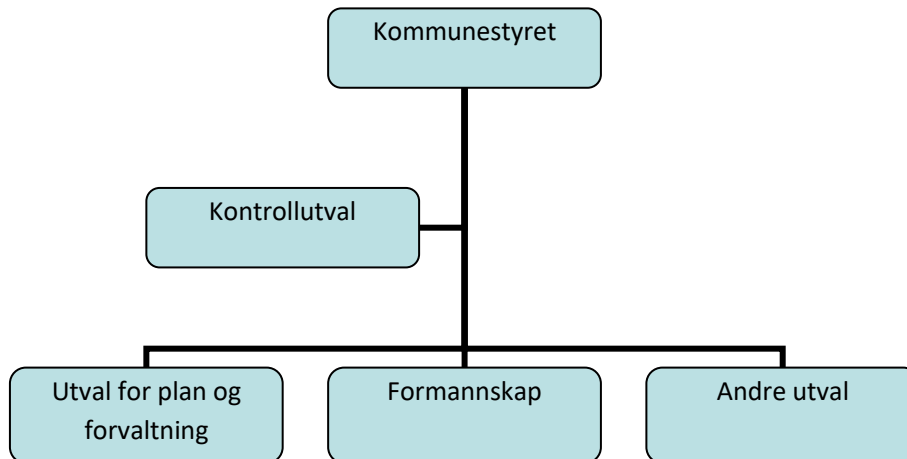 Kommunestyret
Kontrollutval
Utval for plan og
forvaltning
Formannskap
Andre utval